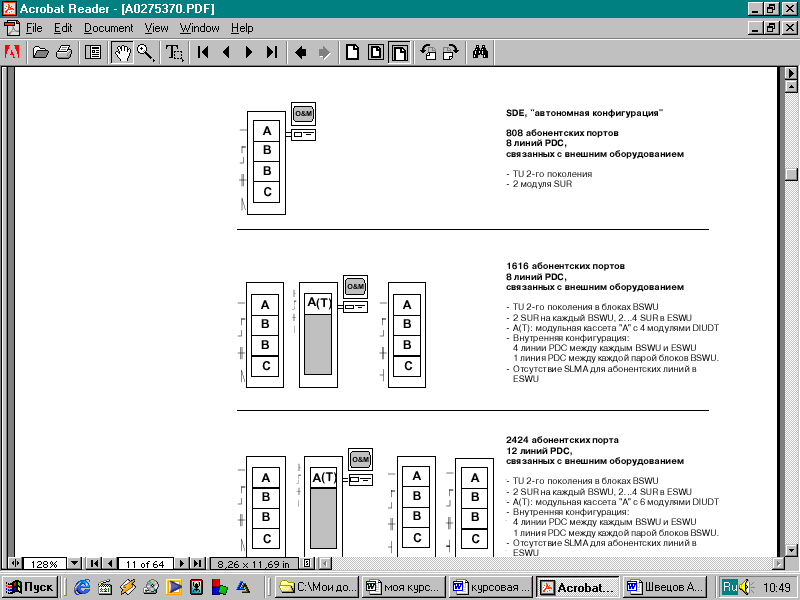 Acrobat Reader - [A0275370.PDF]
File Edit Document View Window Help
O&M
A
B
B
C
SDE, "автономная конфигурация"
808 абонентских портов
8 линий PDC,
связанных с внешним оборудованием
- TU 2-го поколения
- 2 модуля SUR
O&M
A
B
B
C
A(T)
A
B
B
C
1616 абонентских портов
8 линий PDC,
связанных с внешним оборудованием
- TU 2-го поколения в блоках BSWU
- 2 SUR на каждый BSWU, 2...4 SUR в ESWU
- A(T): модульная кассета "A" с 4 модулями DIUDT
- Внутренняя конфигурация:
4 линии PDC между каждым BSWU и ESWU
1 линия PDC между каждой парой блоков BSWU.
- Отсутствие SLMA для абонентских линий в
ESWU
O&M
A
B
B
C
A(T)
A
B
B
C
A
B
B
C
2424 абонентских порта
12 линий PDC,
связанных с внешним оборудованием
- TU 2-го поколения в блоках BSWU
- 2 SUR на каждый BSWU, 2...4 SUR в ESWU
- A(T): модульная кассета "A" с 6 модулями DIUDT
- Внутренняя конфигурация:
4 линии PDC между каждым BSWU и ESWU
1 линия PDC между каждой парой блоков BSWU.
- Отсутствие SLMA для абонентских линий в
ESWU
128% 11 of 64 8,26 x 11,69 in
Пуск C:\Мои до... моя курс... курсовая ... Acrobat... Швецов А... Ru 10:49